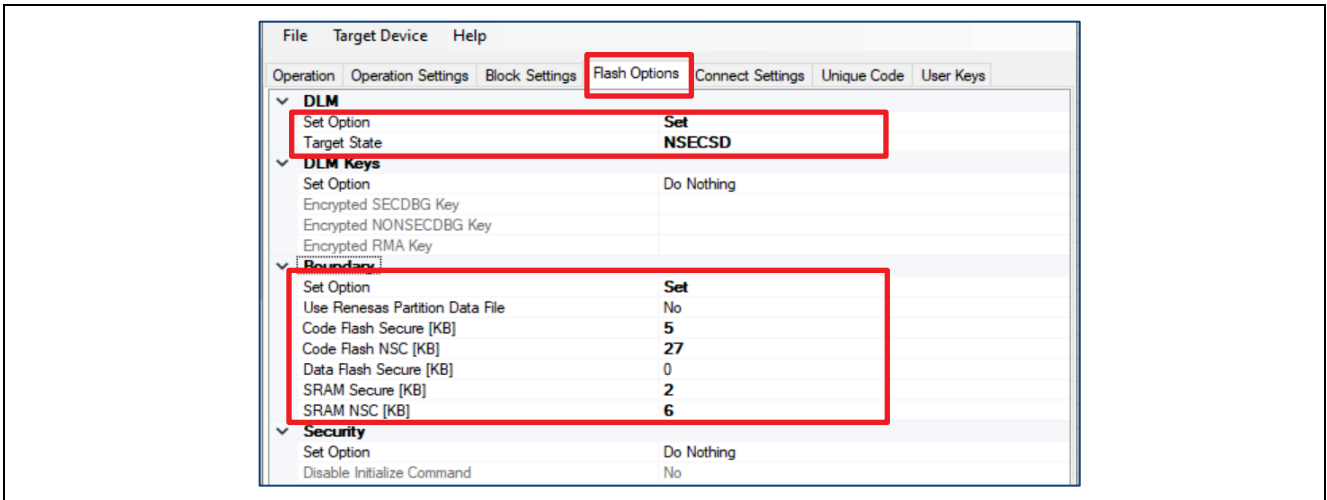 File Target Device Help
Operation Operation Settings Block Settings Flash Options Connect Settings Unique Code User Keys
DLM
Set Option Set
Target State NSECSD
DLM Keys
Set Option Do Nothing
Encrypted SECDBG Key
Encrypted NONSECDBG Key
Encrypted RMA Key
Boundary
Set Option Set
Use Renesas Partition Data File No
Code Flash Secure [KB] 5
Code Flash NSC [KB] 27
Data Flash Secure [KB] 0
SRAM Secure [KB] 2
SRAM NSC [KB] 6
Security
Set Option Do Nothing
Disable Initialize Command No